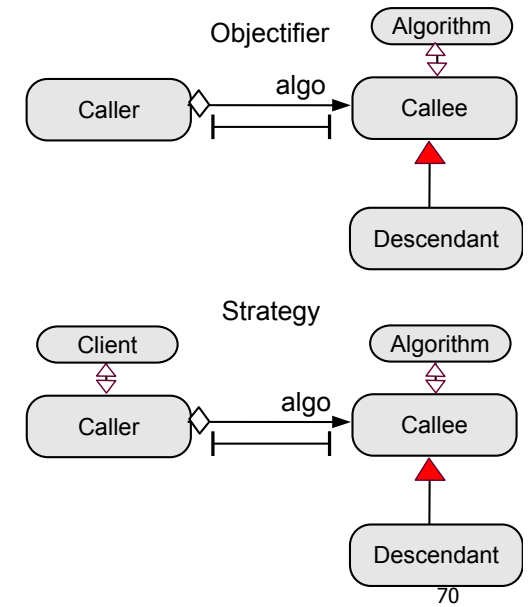 Objectifier
Algorithm
algo
Caller
Callee
Descendant
Strategy
Client
Algorithm
algo
Caller
Callee
Descendant
70